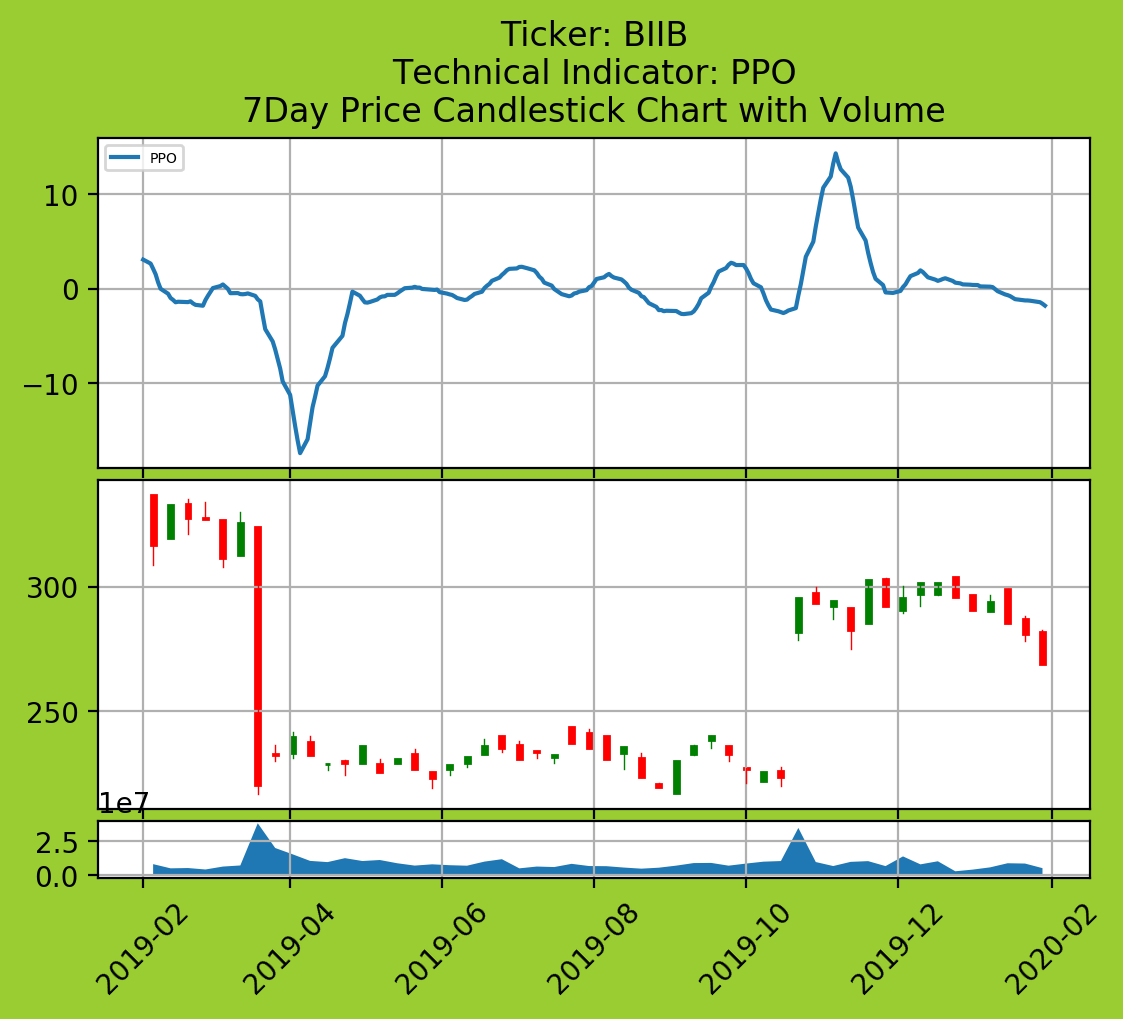 Ticker: BIIB
Technical Indicator: PPO
7Day Price Candlestick Chart with Volume
PPO
10
0
−10
300
250
1e7
2.5
0.0
2019-02
2019-04
2019-06
2019-08
2019-10
2019-12
2020-02